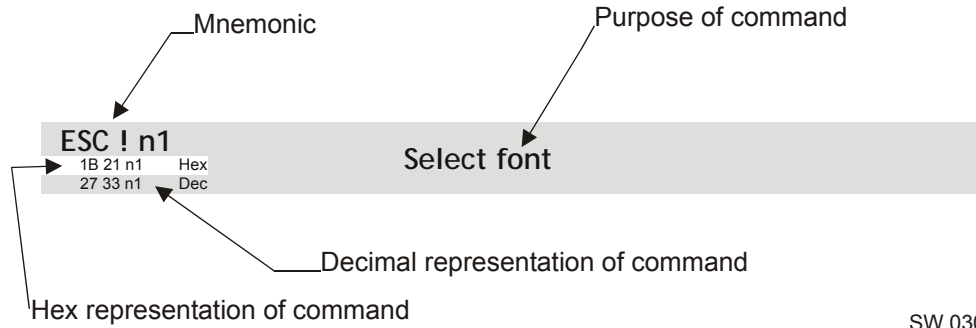 Mnemonic
Purpose of command
ESC ! n1
Select font
1B 21 n1 Hex
27 33 n1 Dec
Decimal representation of command
Hex representation of command